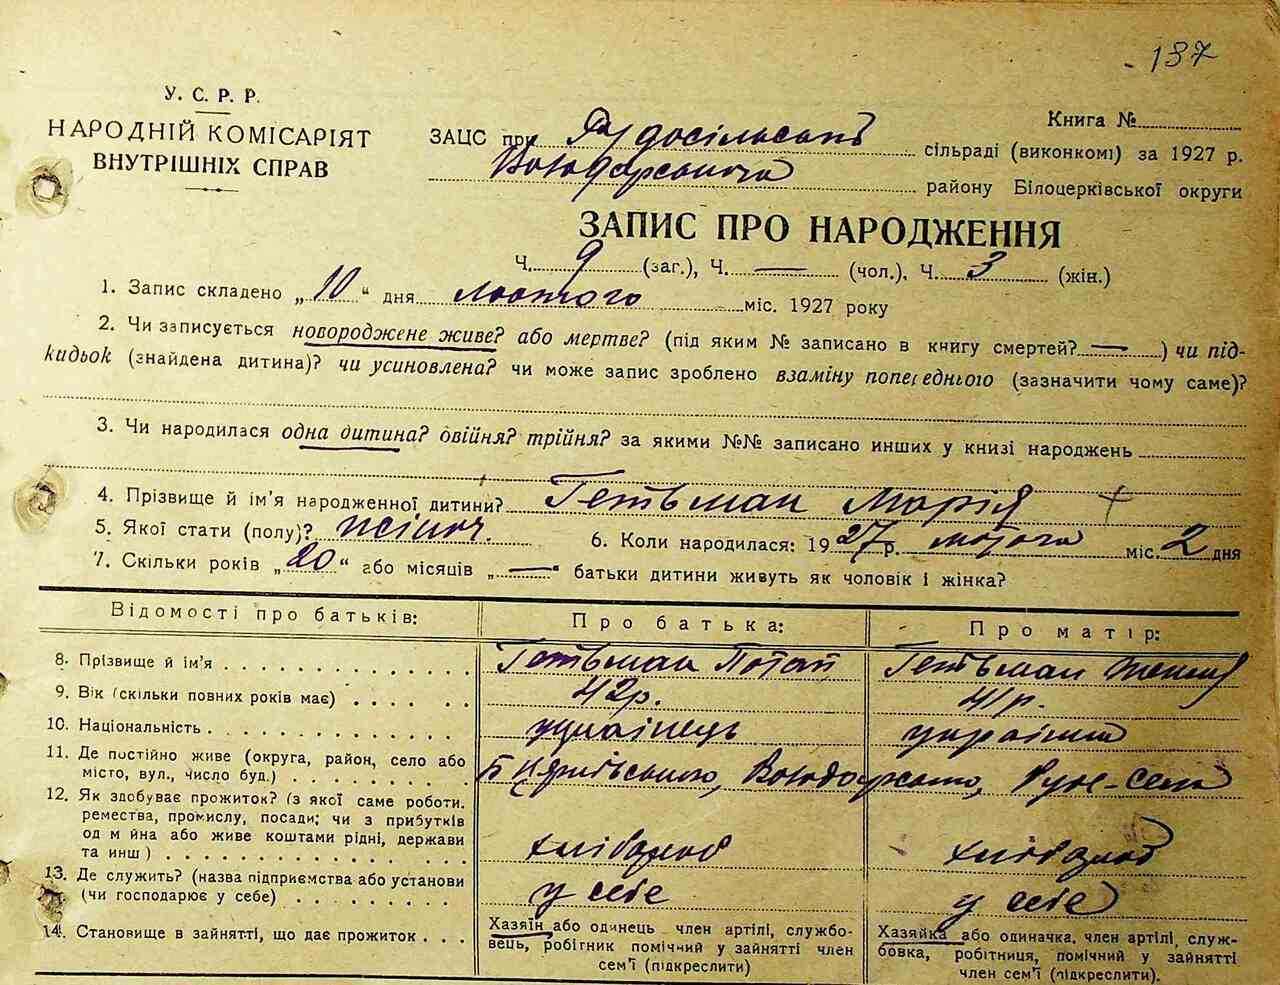 137
У. С. Р. Р.
НАРОДНІЙ КОМІСАРІЯТ
ВНУТРІШНІХ СПРАВ
Книга №
ЗАЦС при Рудосільській сільраді (виконкомі) за 1927 р.
Володарського району Білоцерківської округи
ЗАПИС ПРО НАРОДЖЕННЯ
Ч. 9 (заг.), Ч. — (чол.), Ч. 3 (жін.)
1. Запис складено „10“ дня лютого міс. 1927 року
2. Чи записується новороджене живе? або мертве? (під яким № записано в книгу смертей? — ) чи під-
кидьок (знайдена дитина)? чи усиновлена? чи може запис зроблено взаміну попереднього (зазначити чому саме)?
3. Чи народилася одна дитина? двійня? трійня? за якими №№ записано инших у книзі народжень
4. Прізвище й ім'я народженної дитини? Гетьман Марія +
5. Якої стати (полу)? жіноч. 6. Коли народилася: 1927 р. лютого міс. 2 дня
7. Скільки років „20“ або місяців „—“ батьки дитини живуть як чоловік і жінка?
Відомості про батьків: Про батька: Про матір:
8. Прізвище й ім'я Гетьман Потап Гетьман
9. Вік (скільки повних років має) 42р. 41р.
10. Національність українець українка
11. Де постійно живе (округа, район, село або
місто, вул., число буд.) Б Церківського, Володарського, Руде-село
12. Як здобуває прожиток? (з якої саме роботи,
ремества, промислу, посади; чи з прибутків
од майна або живе коштами рідні, держави
та инш.) хлібороб хлібороб
13. Де служить? (назва підприємства або установи
(чи господарює у себе) у себе у себе
14. Становище в зайнятті, що дає прожиток
Хазяїн або одинець член артілі, службо-
вець, робітник помічний у зайнятті член
сем'ї (підкреслити)
Хазяйка або одиначка, член артілі, служ-
бовка, робітниця, помічний у зайнятті
член сем'ї (підкреслити).